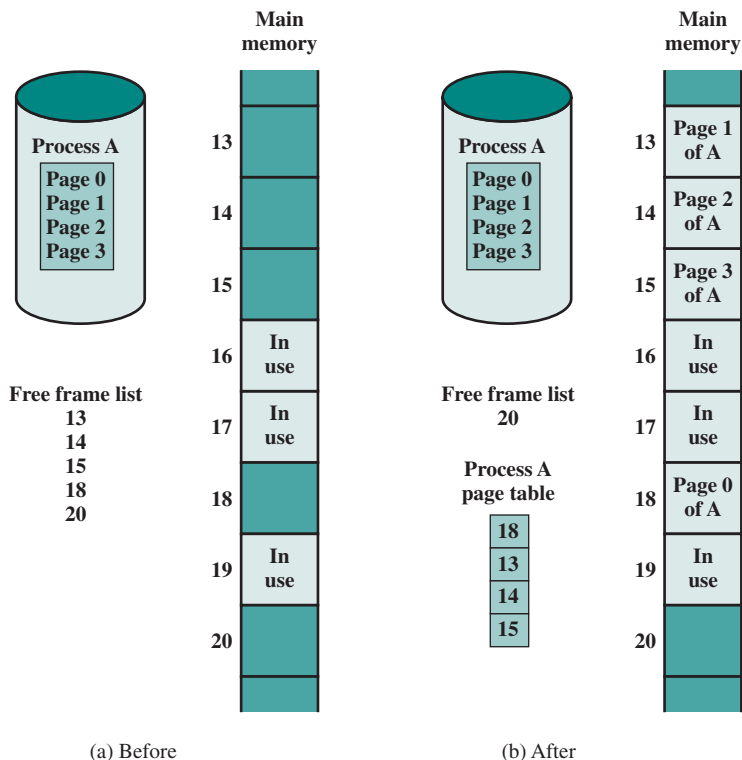 Main
memory
Process A
Page 0
Page 1
Page 2
Page 3
Free frame list
13
14
15
18
20
13
14
15
16
In
use
17
In
use
18
19
In
use
20
(a) Before
Main
memory
Process A
Page 0
Page 1
Page 2
Page 3
Free frame list
20
Process A
page table
18
13
14
15
13
Page 1
of A
14
Page 2
of A
15
Page 3
of A
16
In
use
17
In
use
18
Page 0
of A
19
In
use
20
(b) After